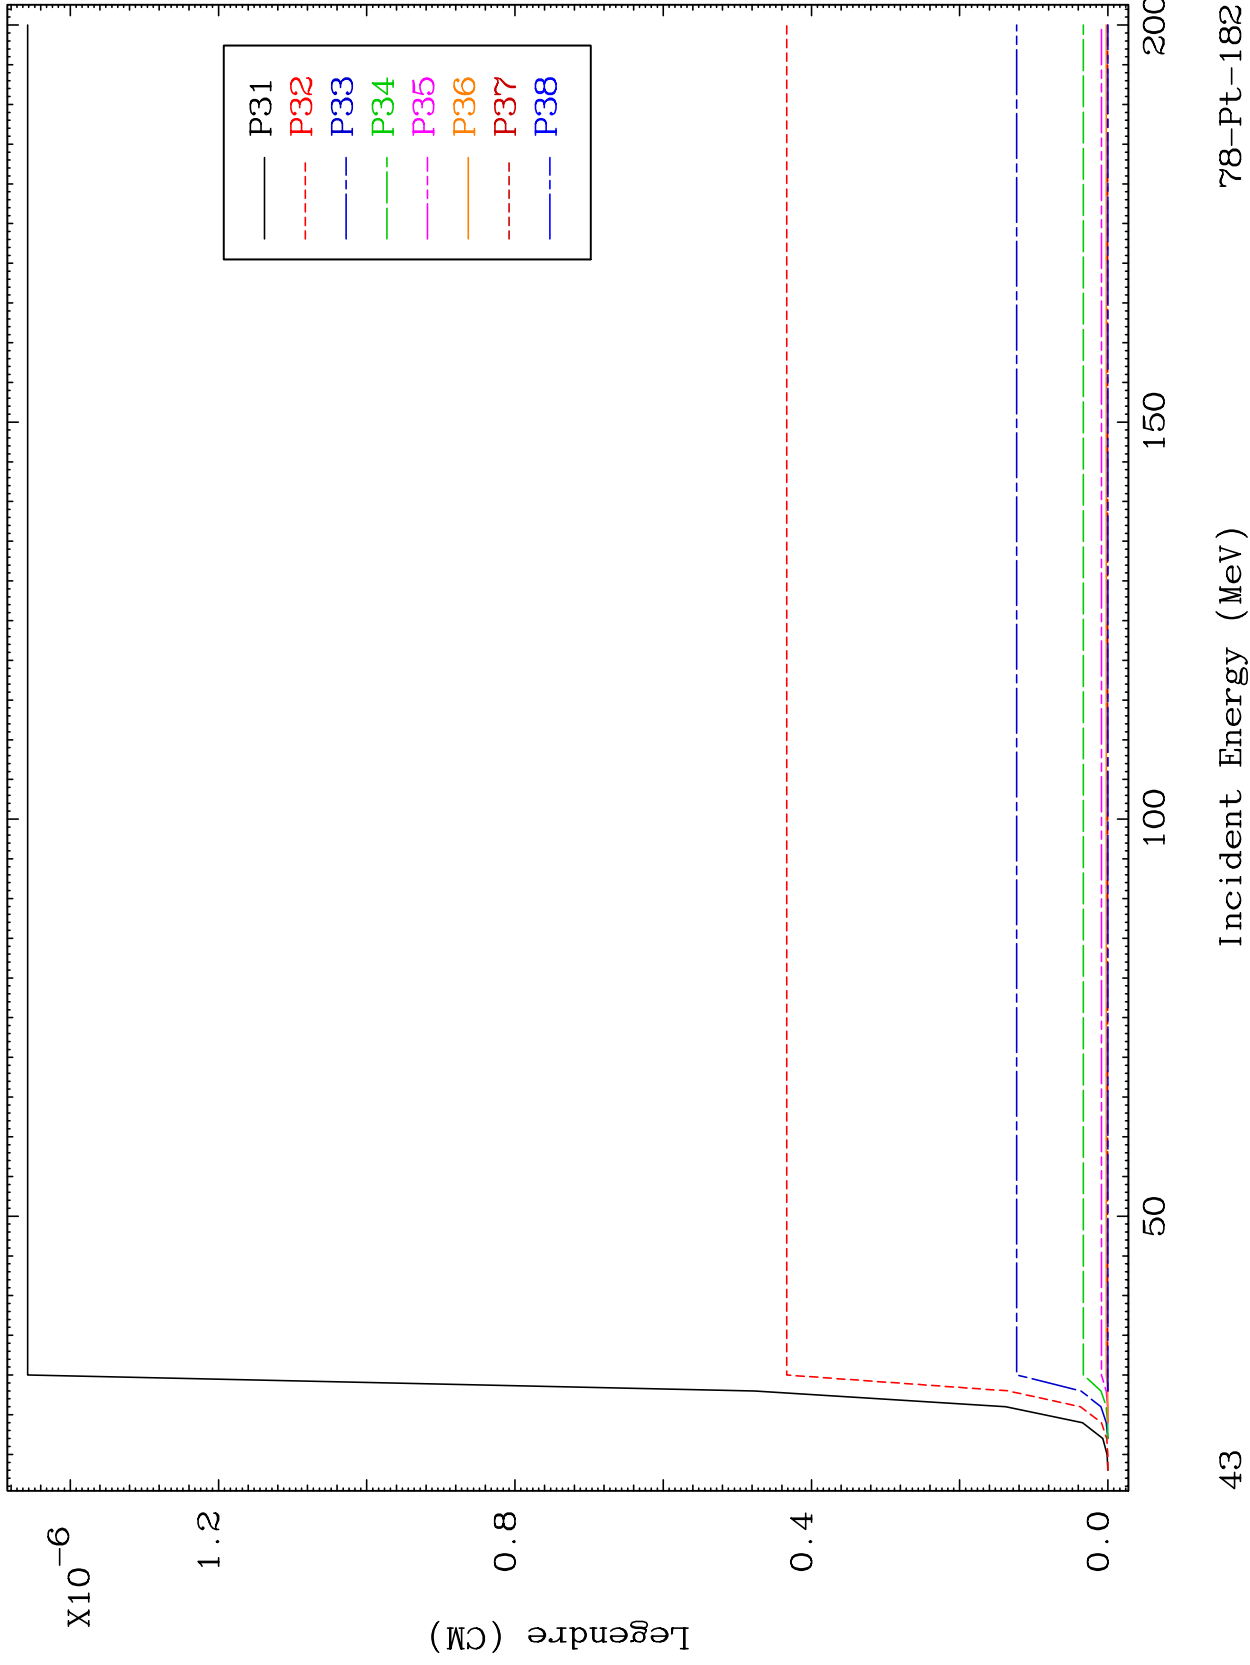 X10^-6
1.2
0.8
0.4
0.0
Legendre (CM)
P31
P32
P33
P34
P35
P36
P37
P38
50
100
150
200
Incident Energy (MeV)
43
78-Pt-182